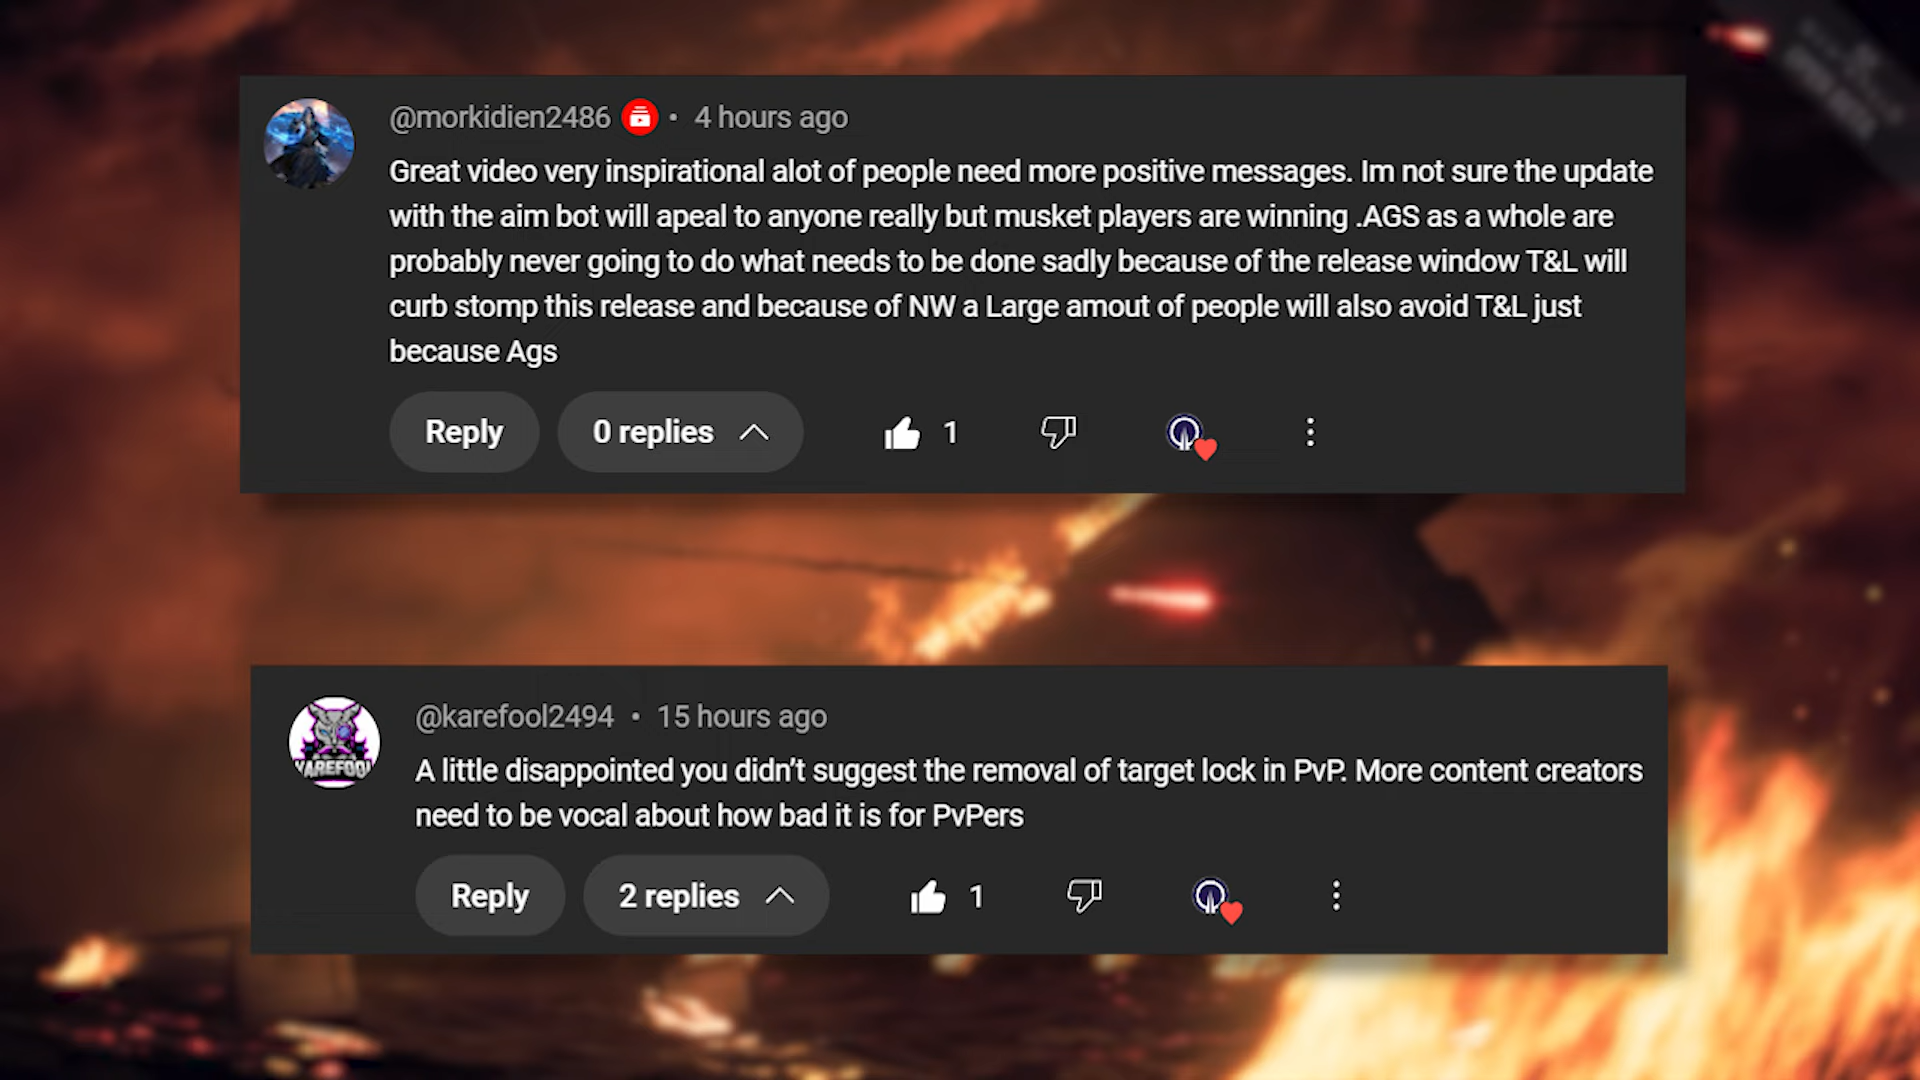 @morkidien2486 • 4 hours ago
Great video very inspirational alot of people need more positive messages. Im not sure the update
with the aim bot will apeal to anyone really but musket players are winning .AGS as a whole are
probably never going to do what needs to be done sadly because of the release window T&L will
curb stomp this release and because of NW a Large amout of people will also avoid T&L just
because Ags
Reply 0 replies 1
@karefool2494 • 15 hours ago
KAREFOOL
A little disappointed you didn’t suggest the removal of target lock in PvP. More content creators
need to be vocal about how bad it is for PvPers
Reply 2 replies 1